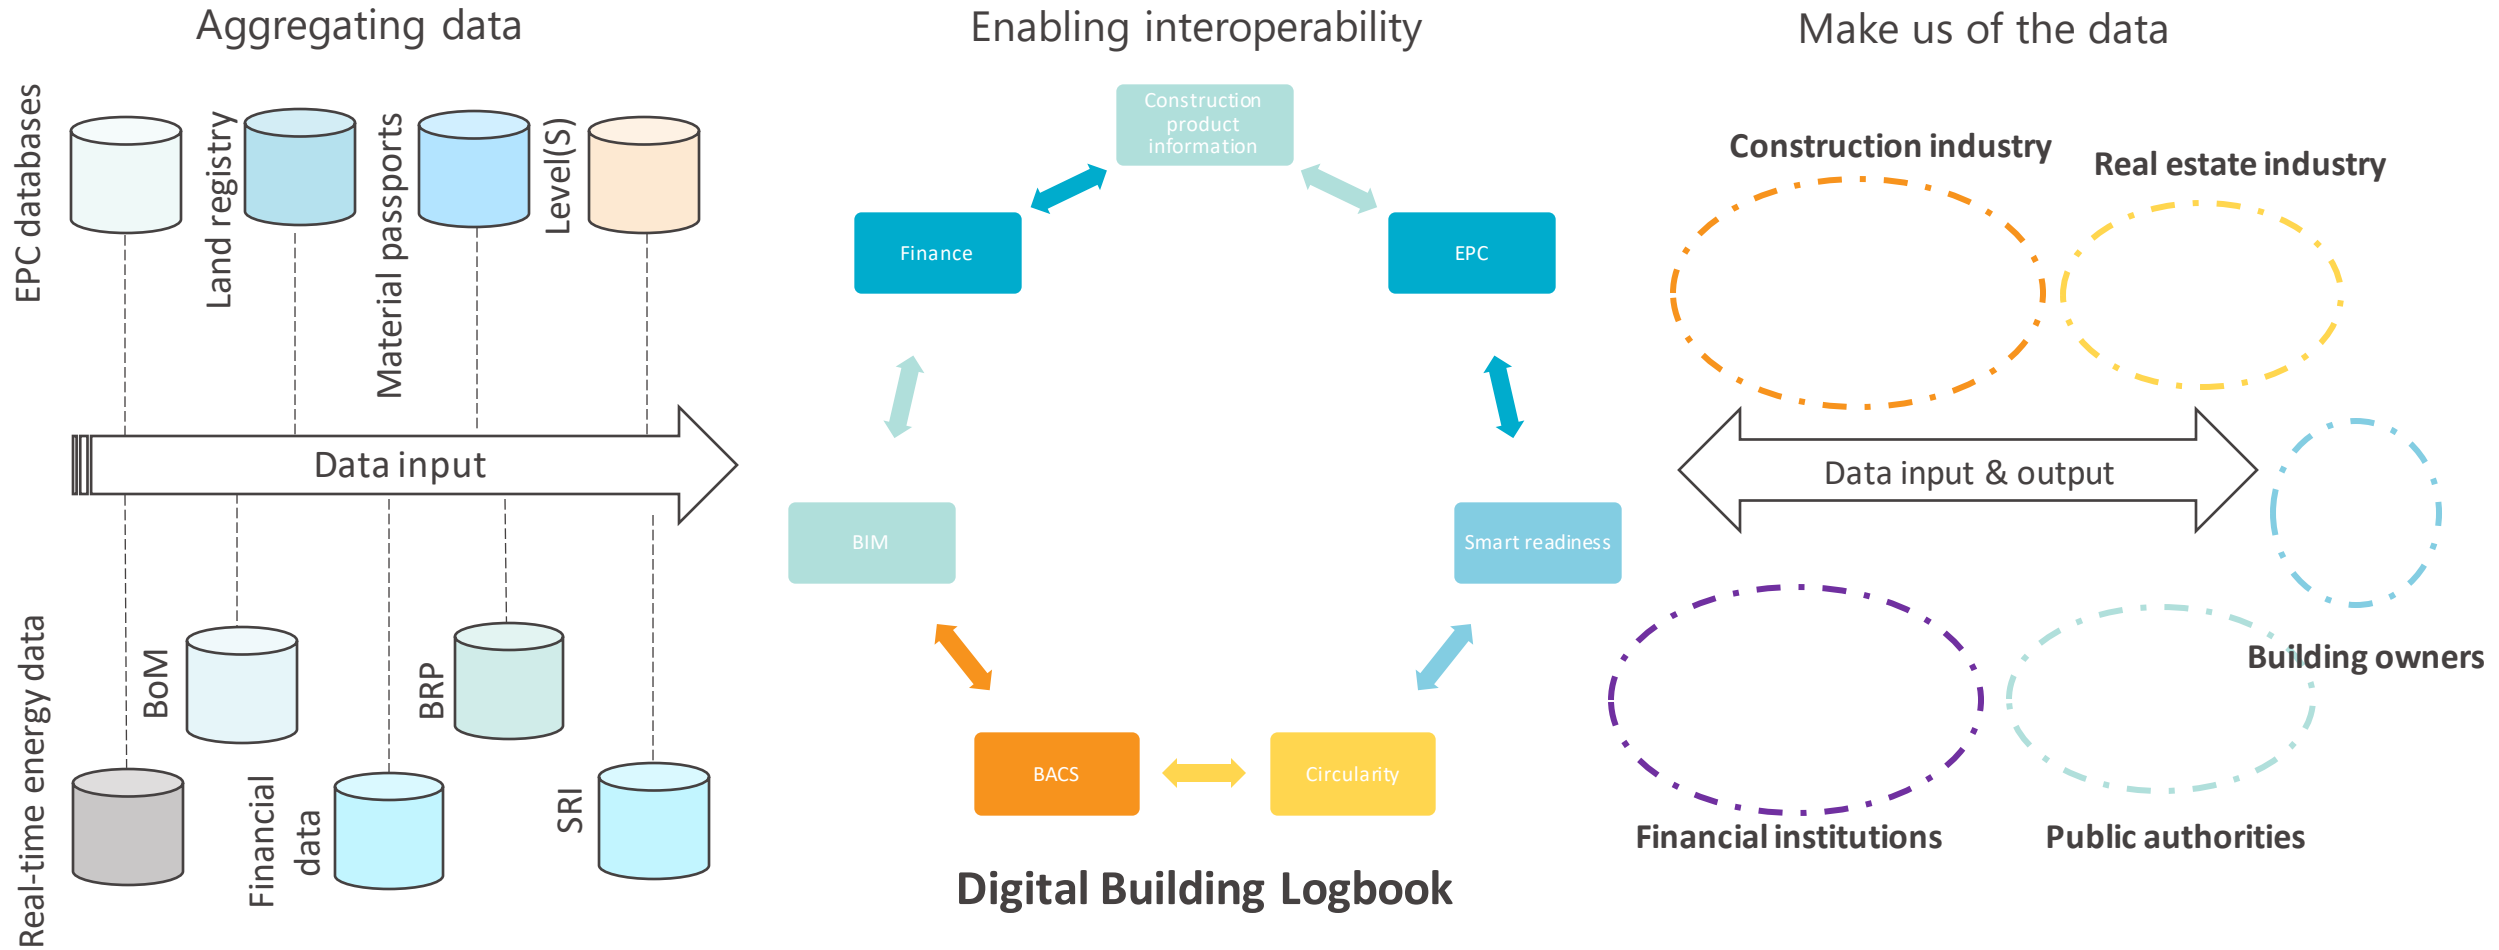 Aggregating data
Enabling interoperability
Make us of the data
EPC databases
Land registry
Material passports
Level(S)
Data input
Real-time energy data
BoM
Financial
data
BRP
SRI
Construction
product
information
Finance
EPC
BIM
Smart readiness
BACS
Circularity
Digital Building Logbook
Construction industry
Real estate industry
Data input & output
Building owners
Financial institutions
Public authorities